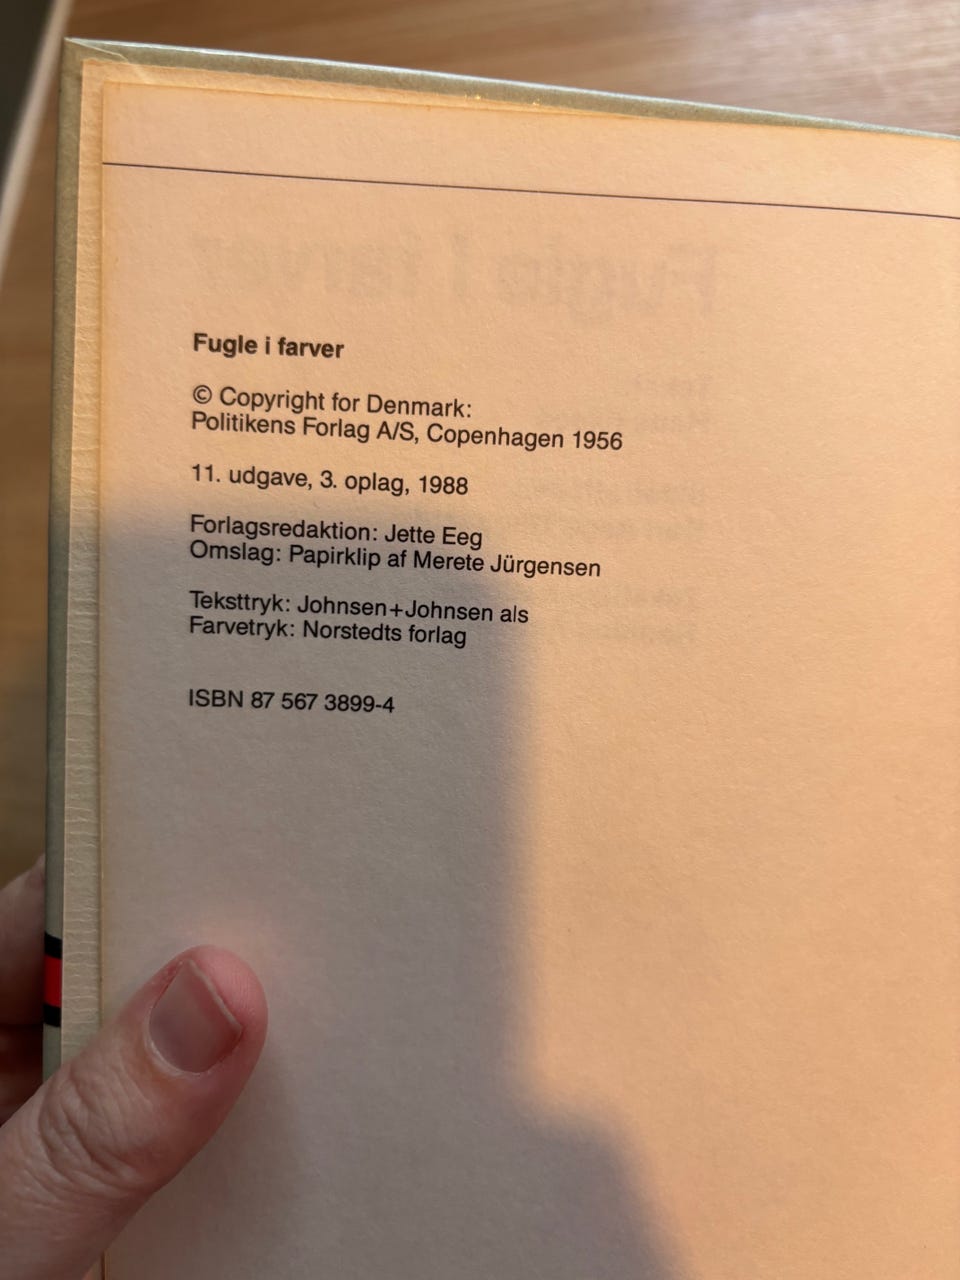 Fugle i farver
© Copyright for Denmark:
Politikens Forlag A/S, Copenhagen 1956
11. udgave, 3. oplag, 1988
Forlagsredaktion: Jette Eeg
Omslag: Papirklip af Merete Jürgensen
Teksttryk: Johnsen+Johnsen als
Farvetryk: Norstedts forlag
ISBN 87 567 3899-4